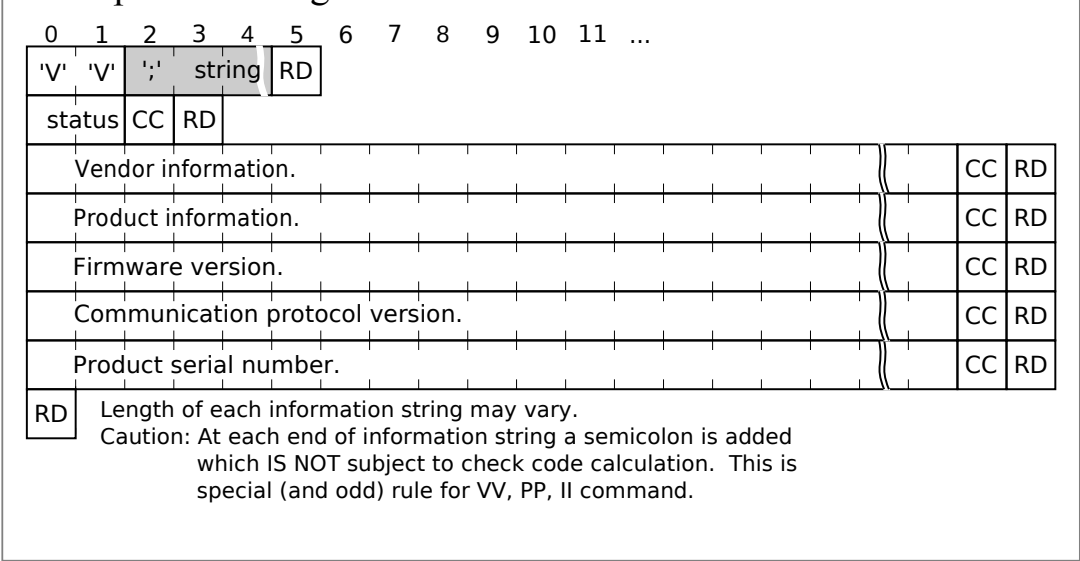 0 1 2 3 4 5 6 7 8 9 10 11 ...
'V' 'V' ';' string RD
status CC RD
Vendor information. CC RD
Product information. CC RD
Firmware version. CC RD
Communication protocol version. CC RD
Product serial number. CC RD
RD Length of each information string may vary.
Caution: At each end of information string a semicolon is added
which IS NOT subject to check code calculation. This is
special (and odd) rule for VV, PP, II command.